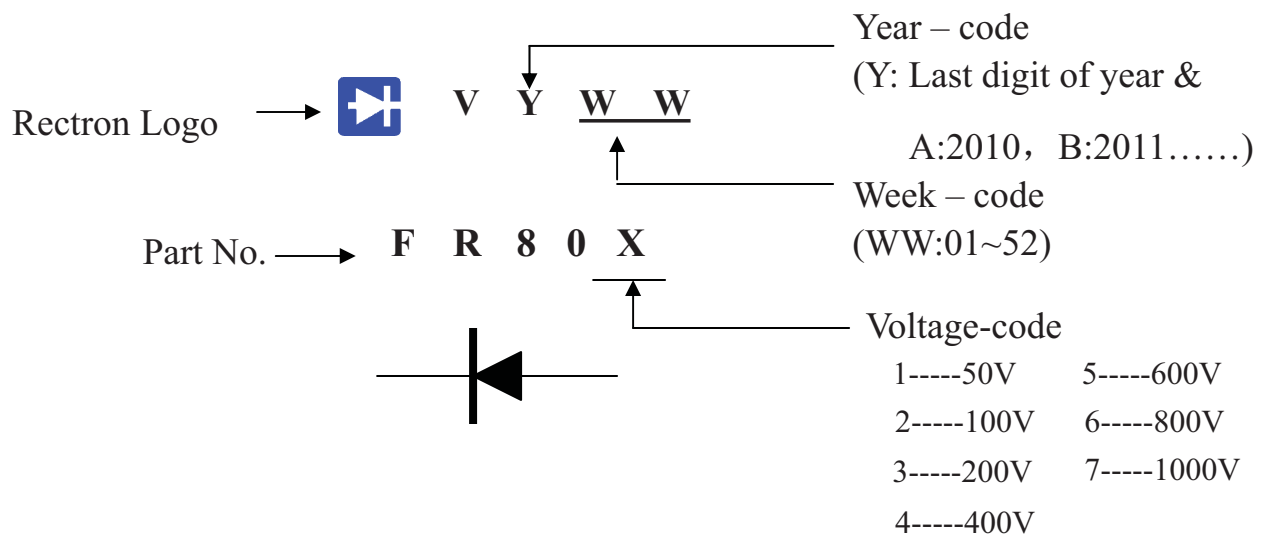 Year – code
(Y: Last digit of year &
A:2010，B:2011……)
Rectron Logo
V Y W W
Week – code
(WW:01~52)
Part No.
F R 8 0 X
Voltage-code
1-----50V 5-----600V
2-----100V 6-----800V
3-----200V 7-----1000V
4-----400V